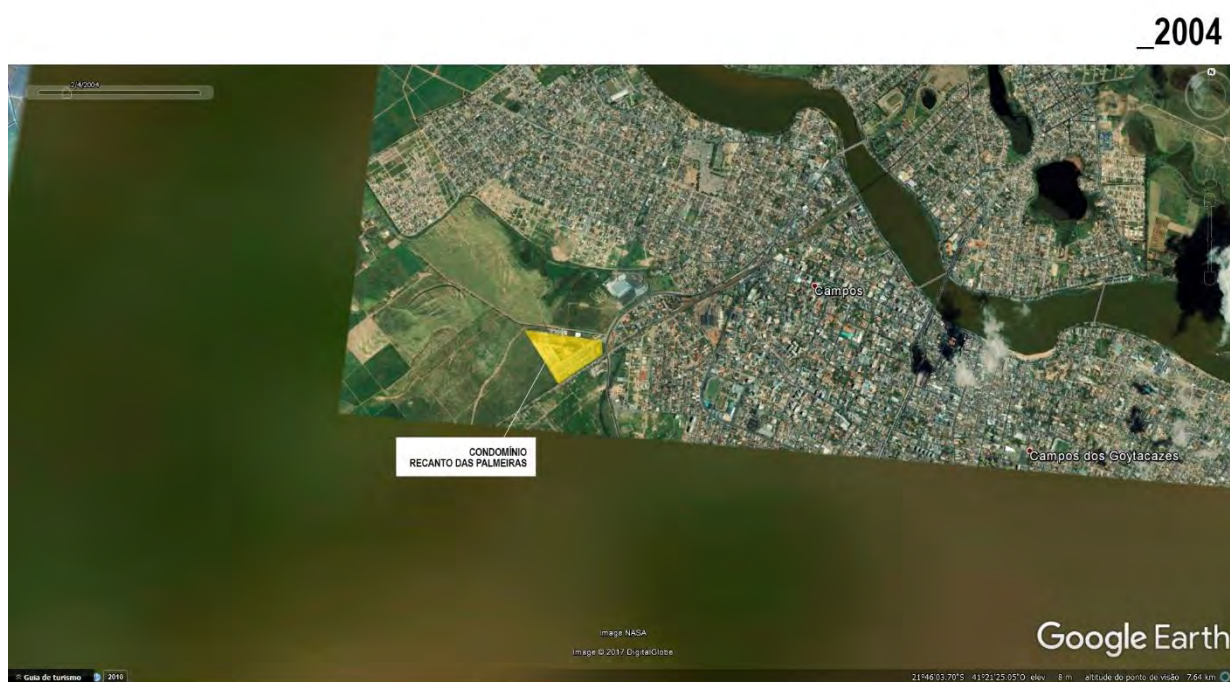 _2004
2/4/2004
N
Campos
CONDOMÍNIO
RECANTO DAS PALMEIRAS
Campos dos Goytacazes
Image NASA
Image © 2017 DigitalGlobe
Google Earth
Guia de turismo
2010
21°46'03.70"S 41°21'25.05"O elev 8 m altitude do ponto de visão 7.64 km